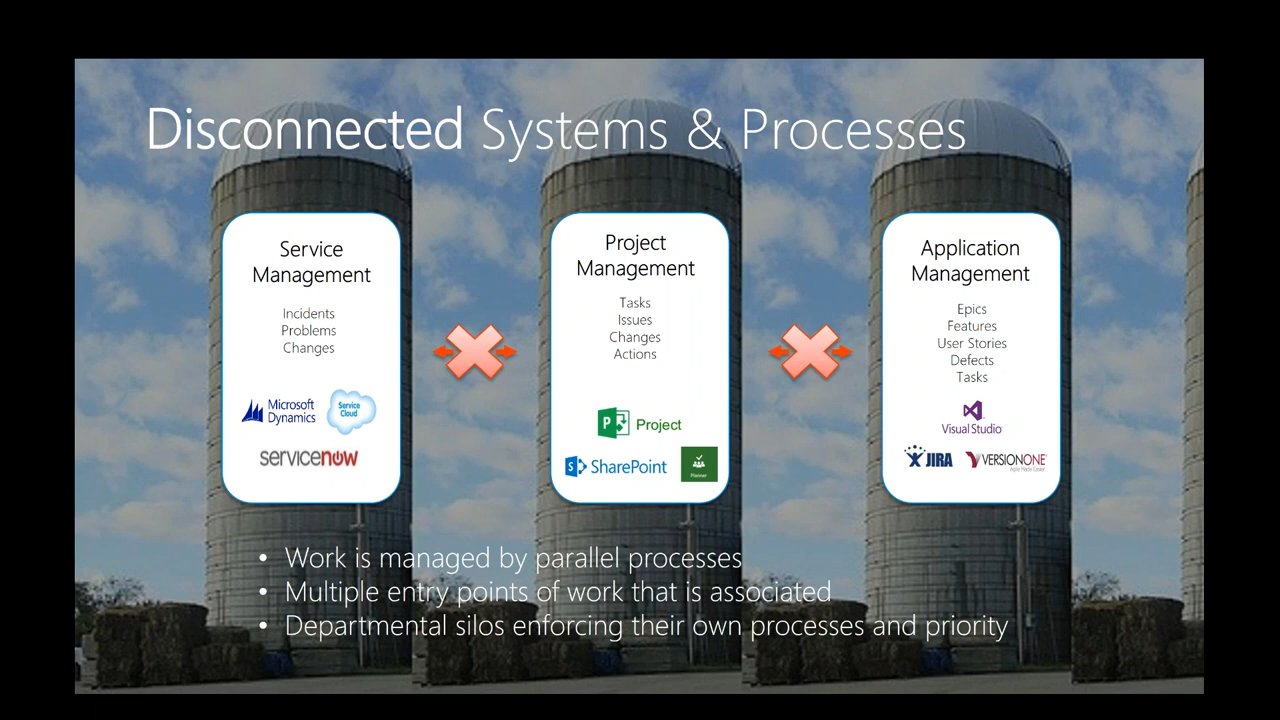 Disconnected Systems & Processes
Service
Management
Incidents
Problems
Changes
Microsoft
Dynamics
Service
Cloud
servicenow
Project
Management
Tasks
Issues
Changes
Actions
P
Project
S
SharePoint
Planner
Application
Management
Epics
Features
User Stories
Defects
Tasks
Visual Studio
JIRA
VERSIONONE
• Work is managed by parallel processes
• Multiple entry points of work that is associated
• Departmental silos enforcing their own processes and priority